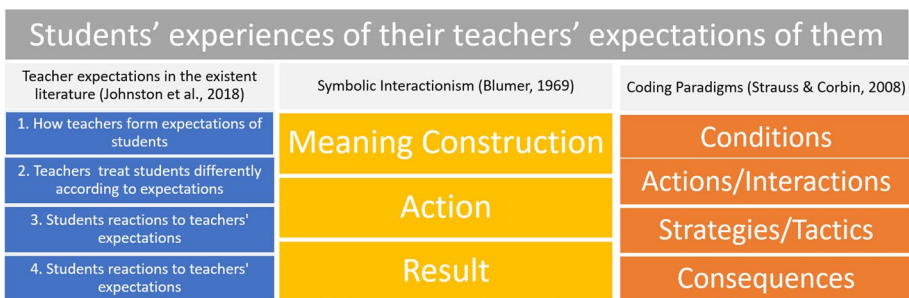 Students' experiences of their teachers' expectations of them
Teacher expectations in the existent
literature (Johnston et al., 2018)
1. How teachers form expectations of
students
2. Teachers treat students differently
according to expectations
3. Students reactions to teachers'
expectations
4. Students reactions to teachers'
expectations
Symbolic Interactionism (Blumer, 1969)
Meaning Construction
Action
Result
Coding Paradigms (Strauss & Corbin, 2008)
Conditions
Actions/Interactions
Strategies/Tactics
Consequences